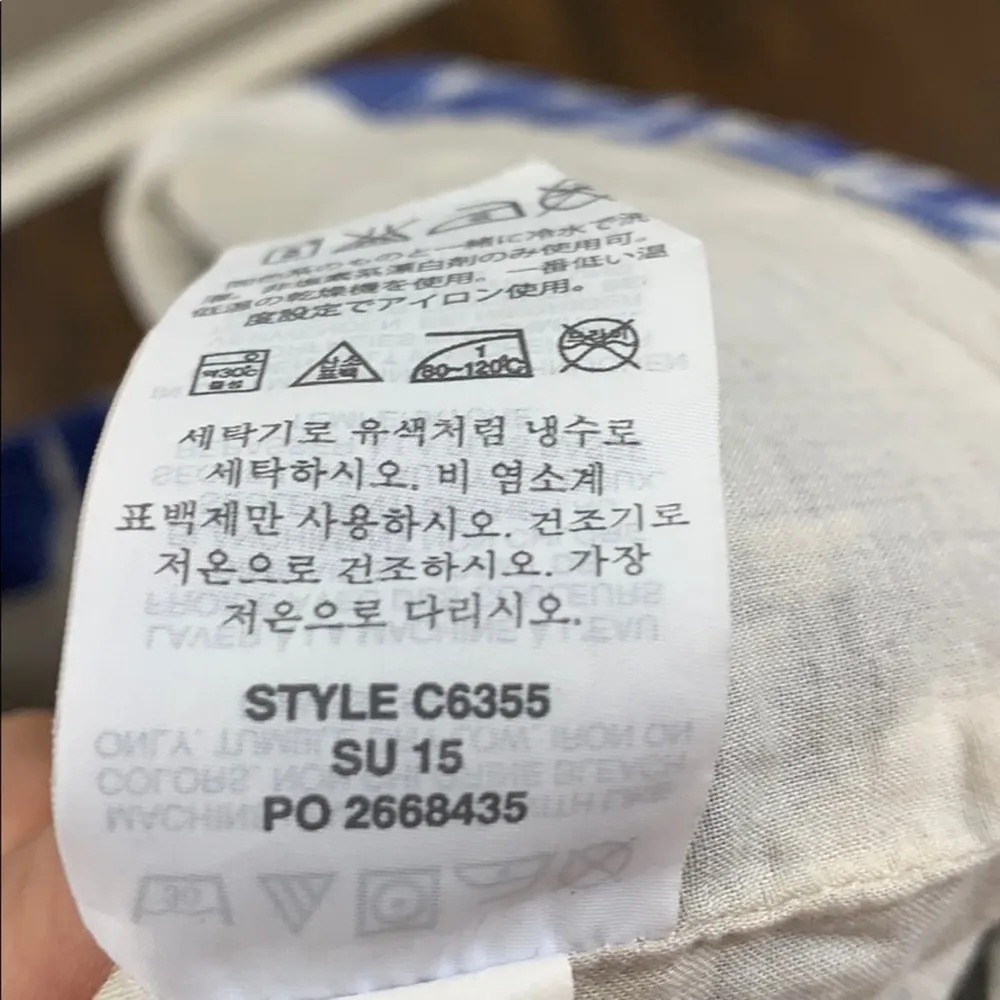 同色系のものと一緒に冷水で洗
濯。非塩素系漂白剤のみ使用可。
低温の乾燥機を使用。一番低い温
度設定でアイロン使用。
약30℃ 산소 1 드라이
중성 표백 80~120℃
세탁기로 유색처럼 냉수로
세탁하시오. 비 염소계
표백제만 사용하시오. 건조기로
저온으로 건조하시오. 가장
저온으로 다리시오.
STYLE C6355
SU 15
PO 2668435